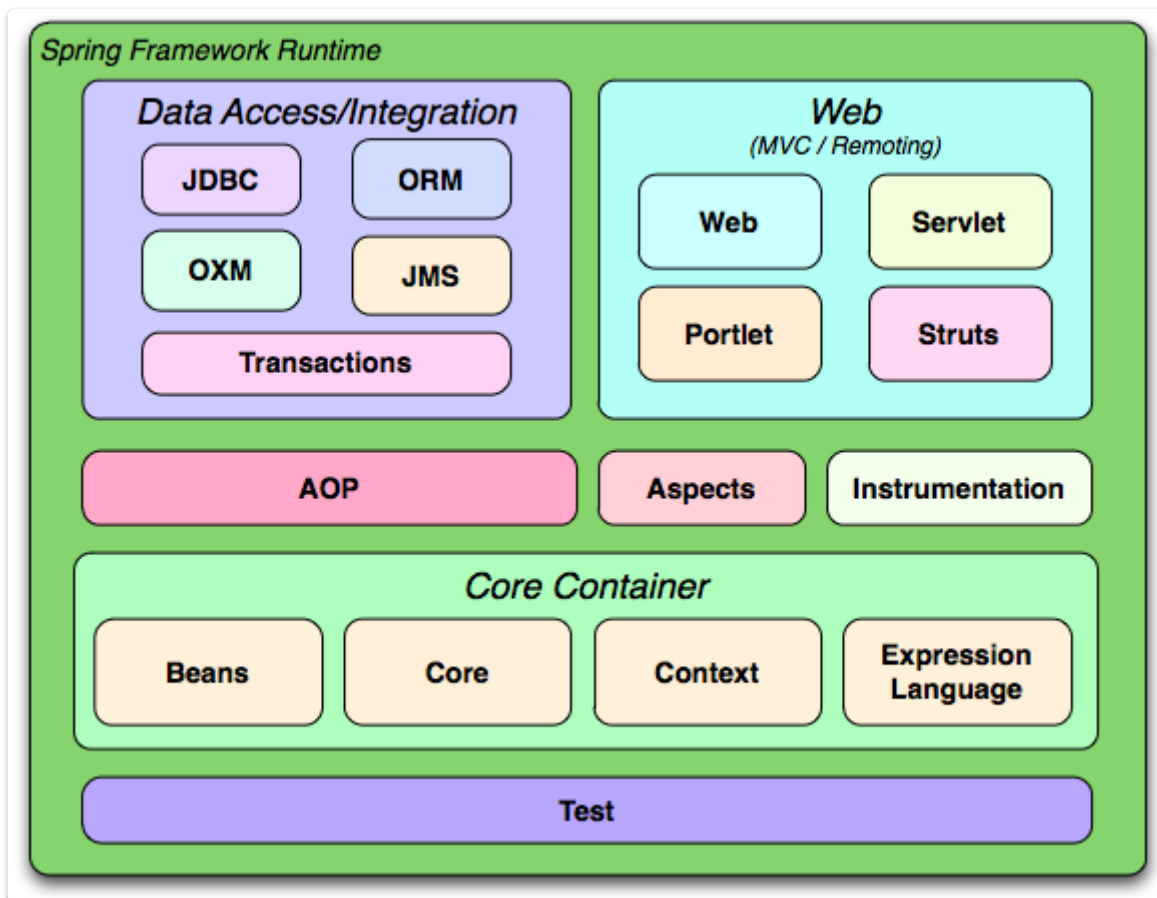 Spring Framework Runtime
Data Access/Integration
JDBC
ORM
OXM
JMS
Transactions
Web
(MVC / Remoting)
Web
Servlet
Portlet
Struts
AOP
Aspects
Instrumentation
Core Container
Beans
Core
Context
Expression
Language
Test